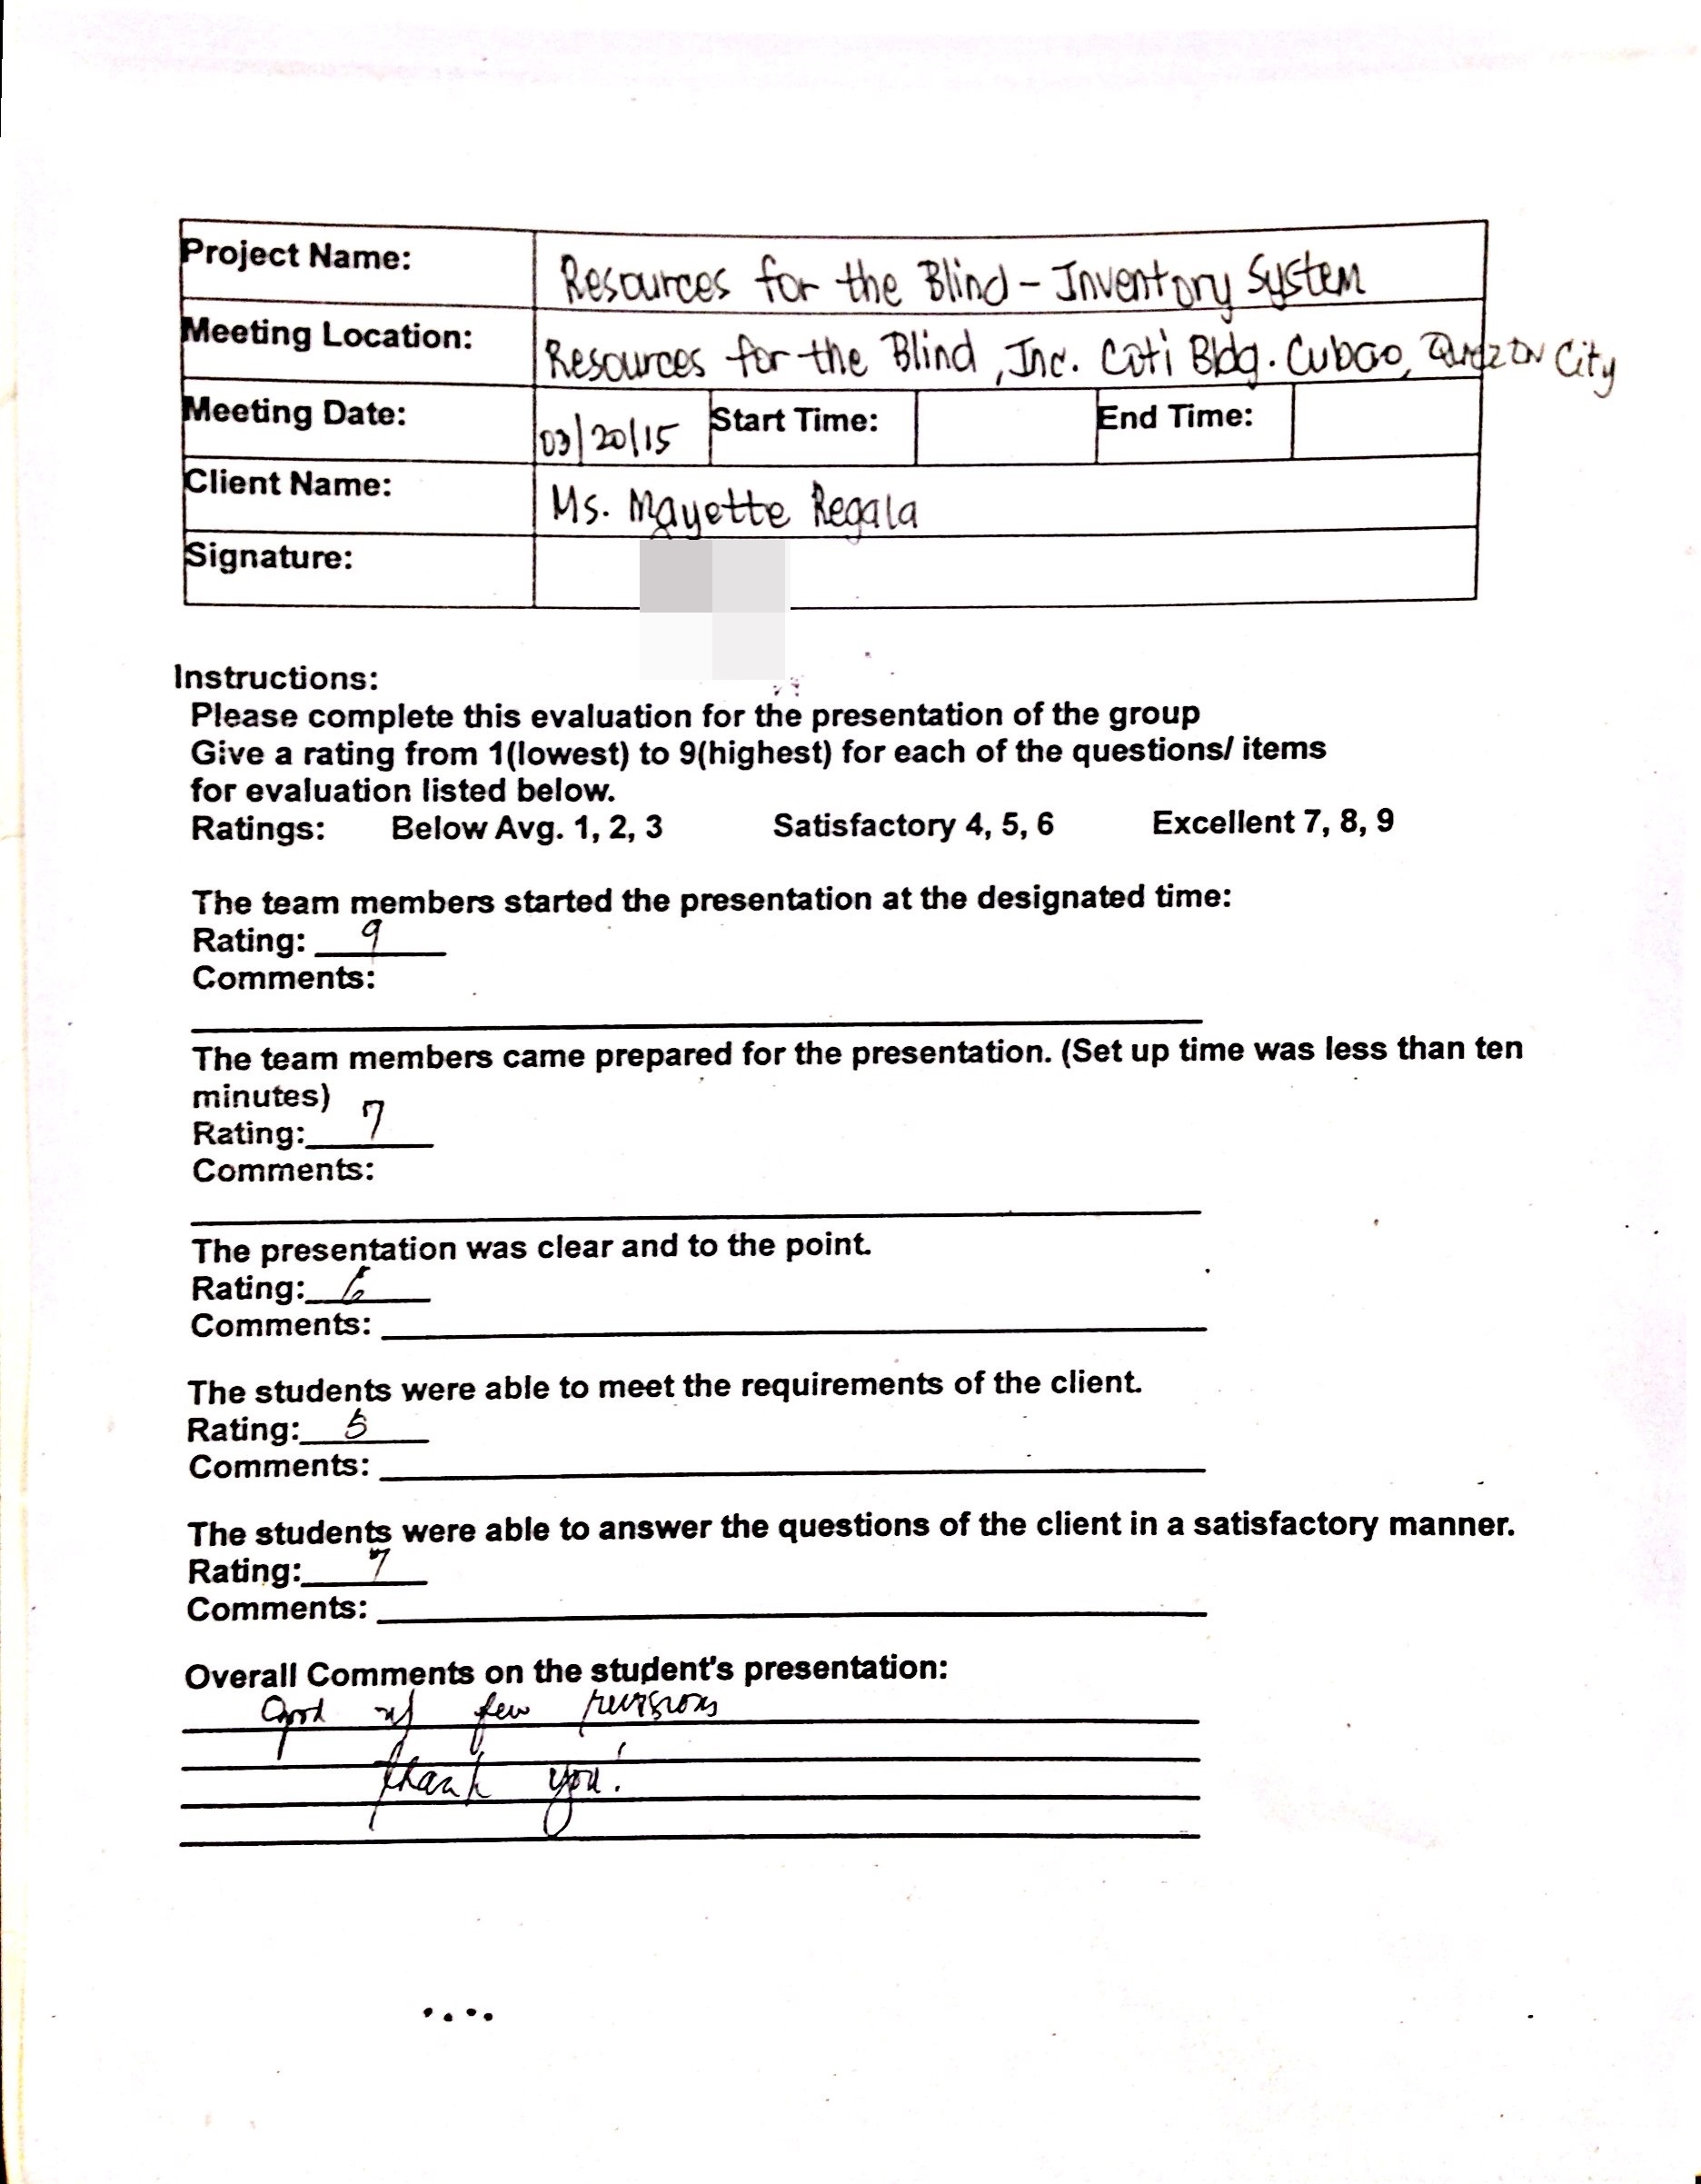 Project Name: Resources for the Blind - Inventory System
Meeting Location: Resources for the Blind, Inc. Citi Bldg. Cubao, Quezon City
Meeting Date: 03/20/15 Start Time: End Time:
Client Name: Ms. Mayette Regala
Signature:
Instructions:
Please complete this evaluation for the presentation of the group
Give a rating from 1(lowest) to 9(highest) for each of the questions/ items
for evaluation listed below.
Ratings: Below Avg. 1, 2, 3 Satisfactory 4, 5, 6 Excellent 7, 8, 9
The team members started the presentation at the designated time:
Rating: 9
Comments:
The team members came prepared for the presentation. (Set up time was less than ten
minutes)
Rating: 7
Comments:
The presentation was clear and to the point.
Rating: 6
Comments:
The students were able to meet the requirements of the client.
Rating: 5
Comments:
The students were able to answer the questions of the client in a satisfactory manner.
Rating: 7
Comments:
Overall Comments on the student's presentation:
Good w/ few revisions
Thank you!